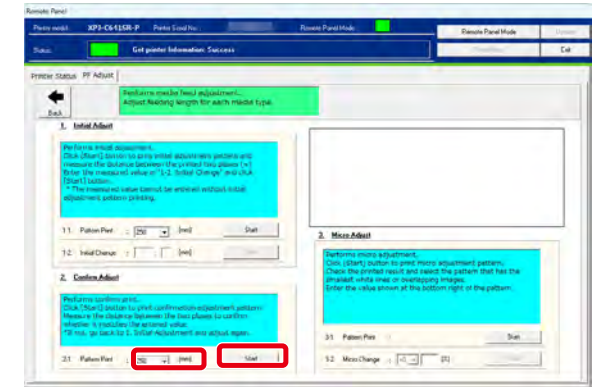 Remote Panel
Printer model: XP3-C641SR-P Printer Serial No.: Remote Panel Mode: Remote Panel Mode
Status: Get printer Information: Success Exit
Printer Status PF Adjust
Performs media feed adjustment.
Adjust feeding length for each media type.
Back
1. Initial Adjust
Performs initial adjustment.
Click [Start] button to print initial adjustment pattern and
measure the distance between the printed two pluses (+)
Enter the measured value in "1-2. Initial Change" and click
[Start] button.
* The measured value cannot be entered without initial
adjustment pattern printing.
1.1. Pattern Print : 250 [mm] Start
1.2. Initial Change : . [mm]
2. Confirm Adjust
Performs confirm print.
Click [Start] button to print confirmation adjustment pattern.
Measure the distance between the two pluses to confirm
whether it matches the entered value.
*If not, go back to 1. Initial Adjustment and adjust again.
2.1. Pattern Print : 250 [mm] Start
3. Micro Adjust
Performs micro adjustment.
Click [Start] button to print micro adjustment pattern.
Check the printed result and select the pattern that has the
smallest white lines or overlapping images.
Enter the value shown at the bottom right of the pattern.
3.1. Pattern Print : Start
3.2. Micro Change : [%]